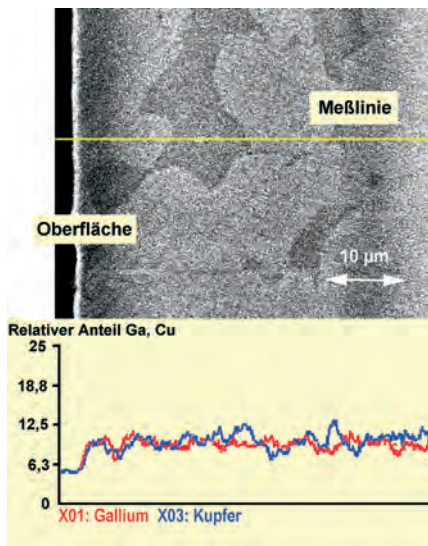 Meßlinie
Oberfläche
10 µm
Relativer Anteil Ga, Cu
25
18,8
12,5
6,3
0
X01: Gallium X03: Kupfer